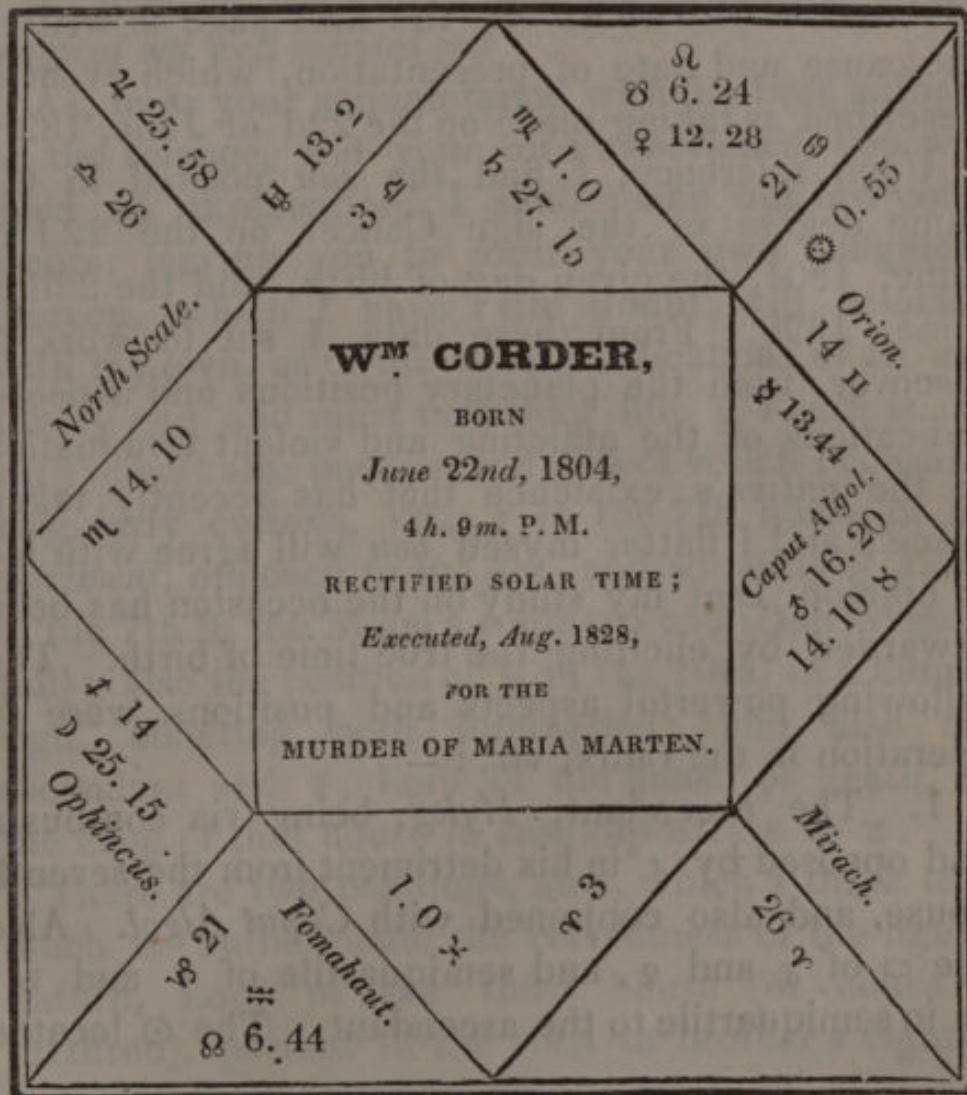 ♃ 25. 58
♎ 26
♅ 13. 2
3 ♎
♍ 1. 0
♄ 27. 15
♌
☋ 6. 24
♀ 12. 28
21 ♋
☉ 0. 55
Orion.
14 ♊
☿ 13.44
Caput Algol.
♂ 16. 20
14. 10 ♉
North Scale.
♏ 14. 10
WM CORDER,
BORN
June 22nd, 1804,
4h. 9m. P. M.
RECTIFIED SOLAR TIME;
Executed, Aug. 1828,
FOR THE
MURDER OF MARIA MARTEN.
♐ 14
☽ 25. 15
Ophincus.
♑ 21
♒
☊ 6. 44
Fomahaut.
1. 0 ♓
♈ 3
Mirach.
26 ♈